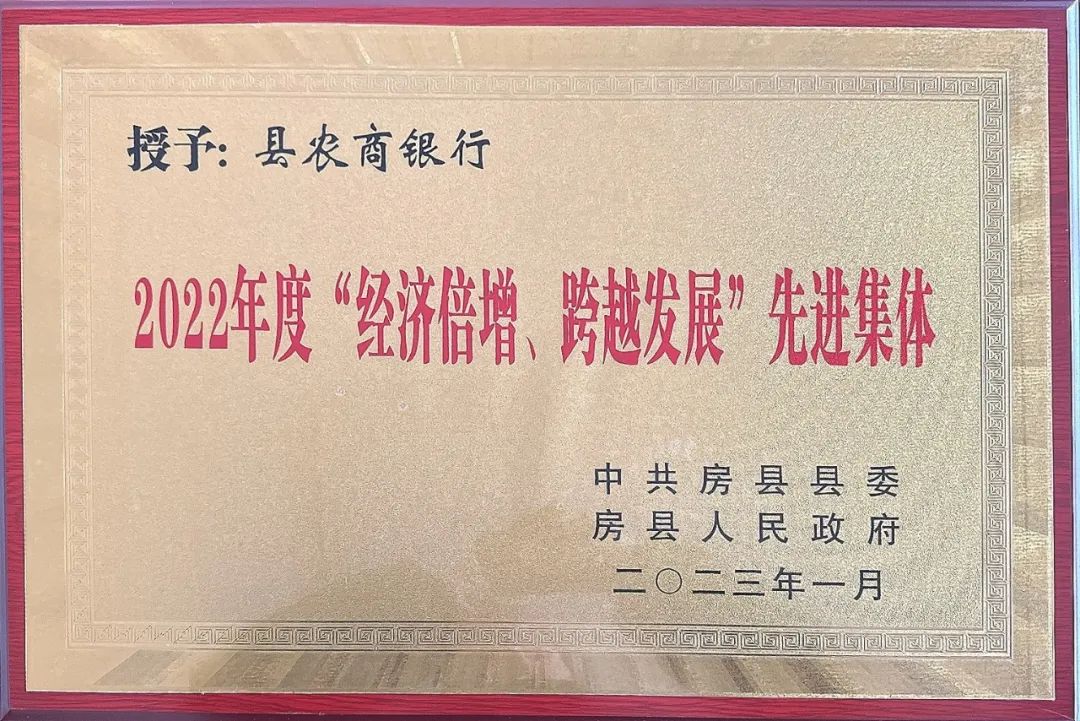 授予：县农商银行
2022年度“经济倍增、跨越发展”先进集体
中共房县县委
房县人民政府
二〇二三年一月